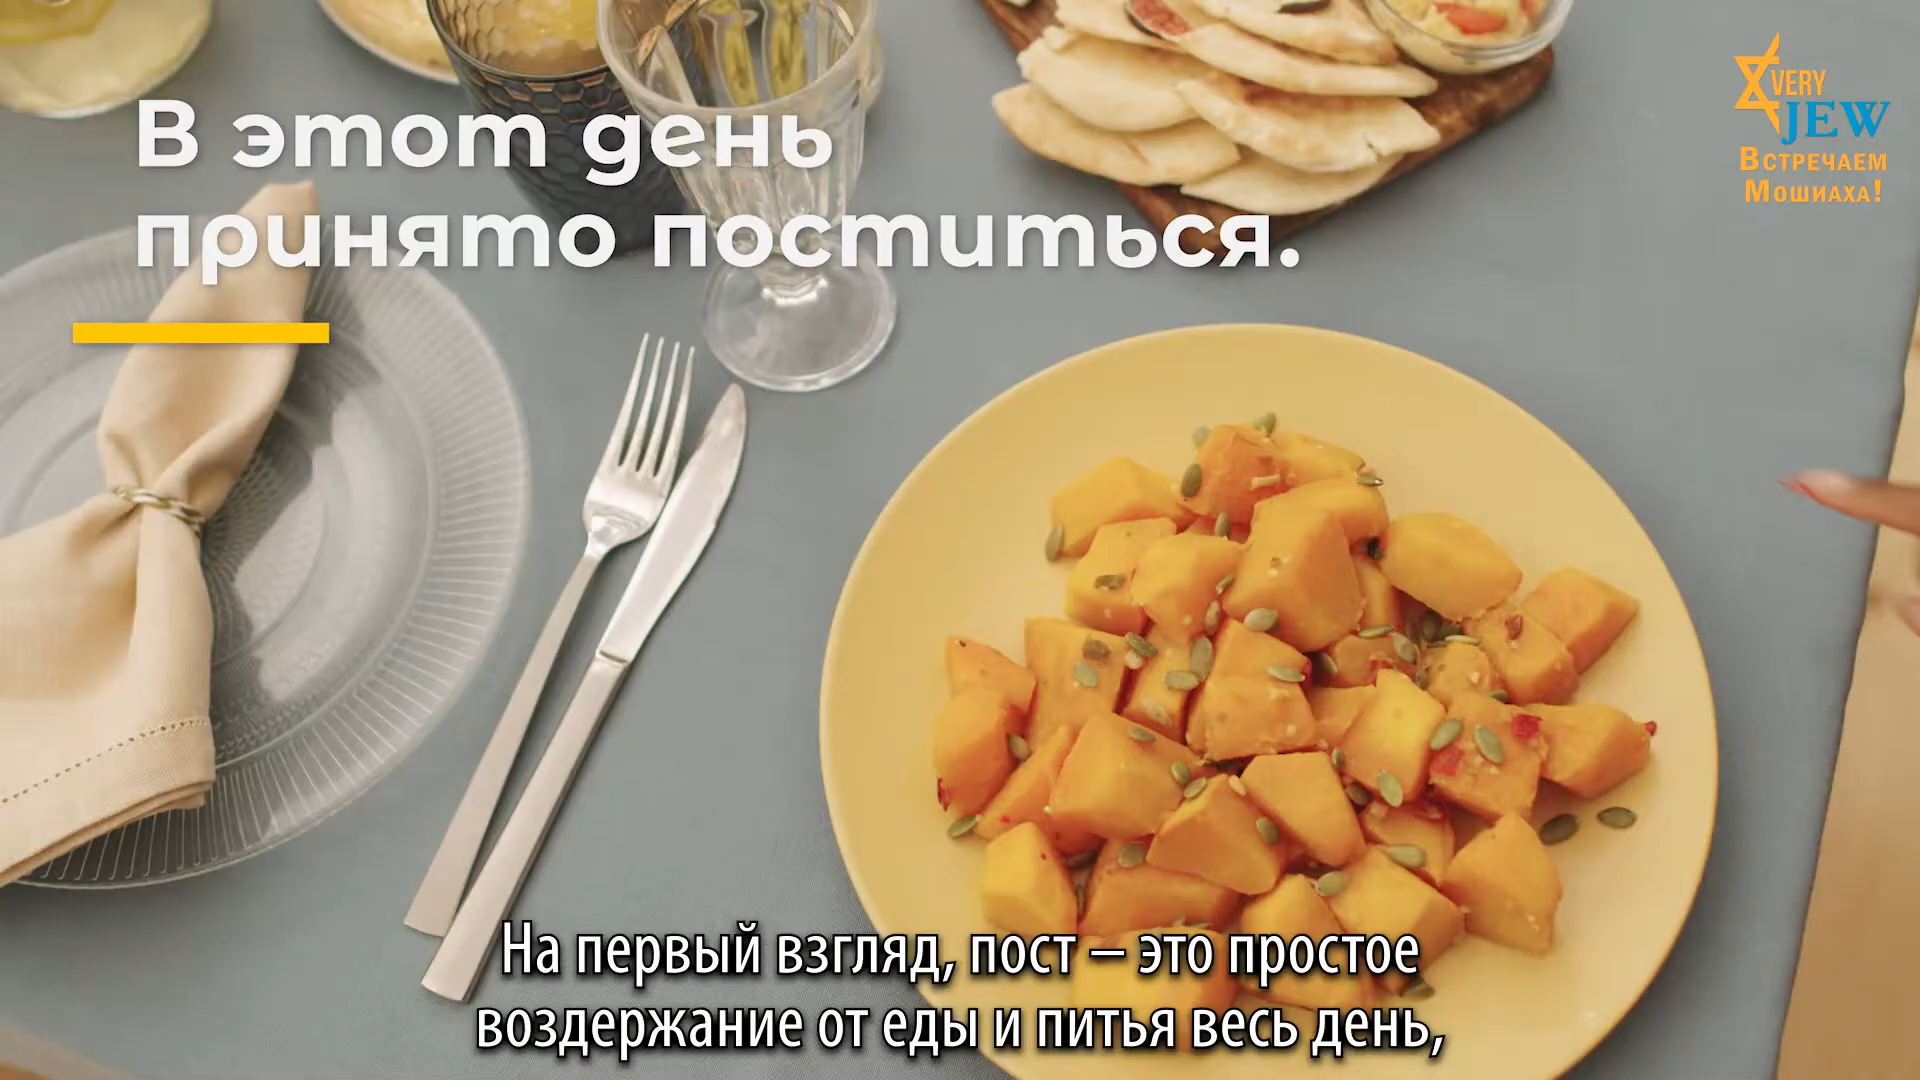 В этот день
принято поститься.
VERY
JEW
Встречаем
Мошиаха!
На первый взгляд, пост – это простое
воздержание от еды и питья весь день,